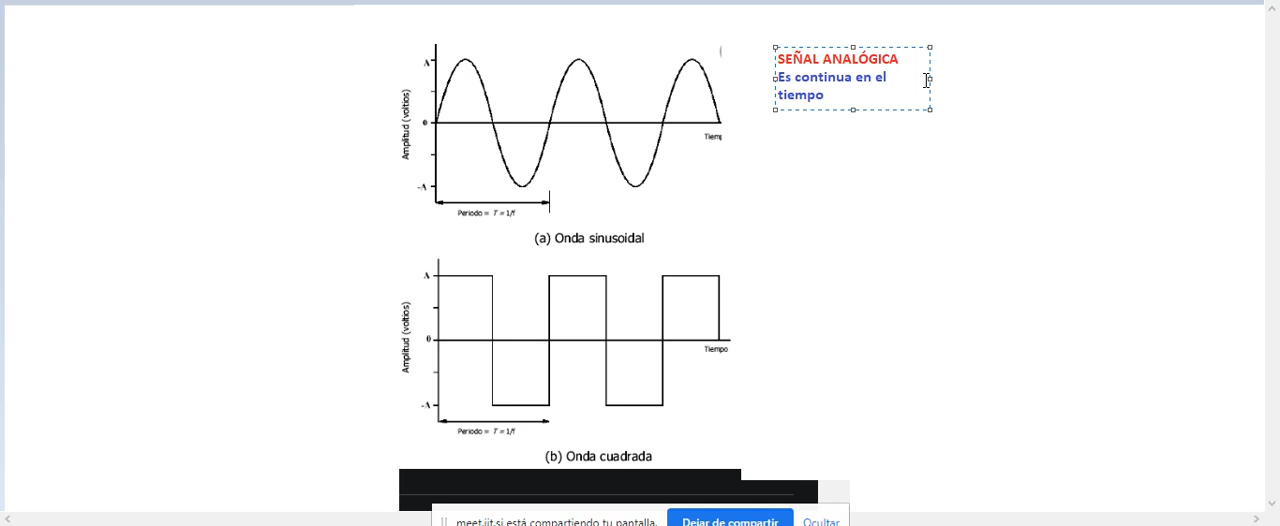 SEÑAL ANALÓGICA
Es continua en el
tiempo
A
0
-A
Amplitud (voltios)
Tiemp
Periodo = T = 1/f
(a) Onda sinusoidal
A
0
-A
Amplitud (voltios)
Tiempo
Periodo = T = 1/f
(b) Onda cuadrada
meet.jit.si está compartiendo tu pantalla.
Dejar de compartir
Ocultar